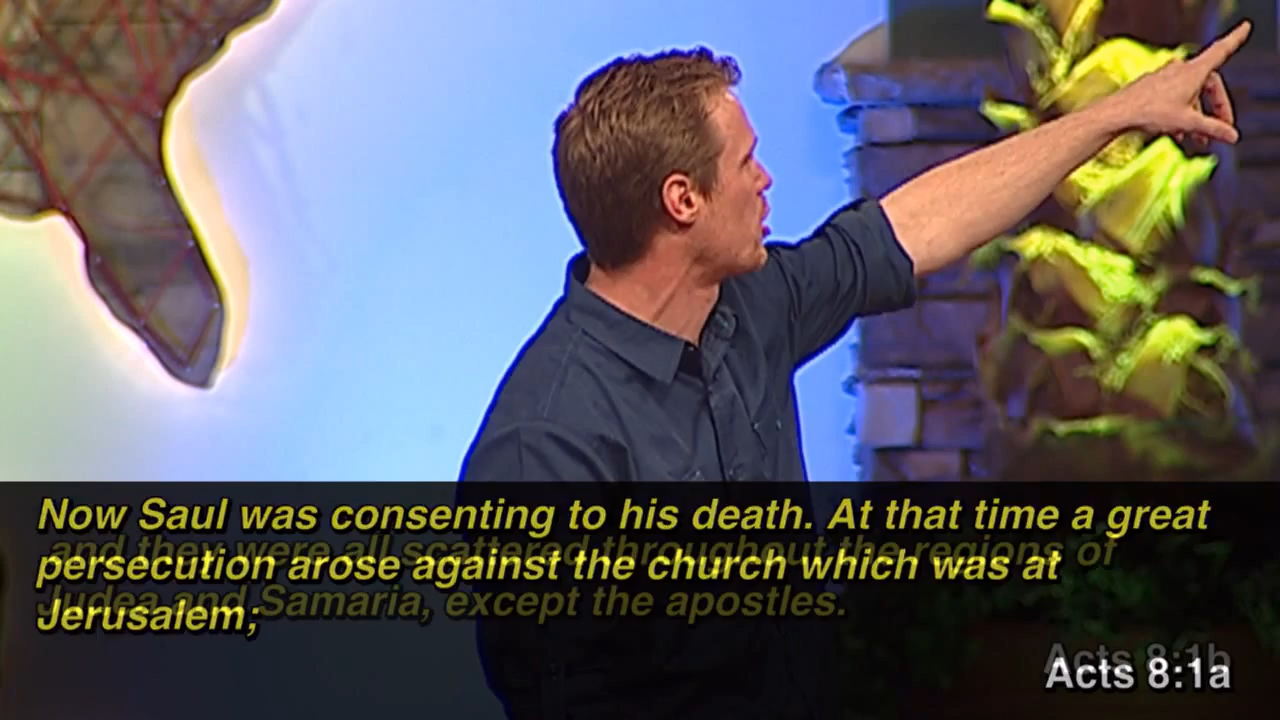 Now Saul was consenting to his death. At that time a great
and they were all scattered throughout the regions of
persecution arose against the church which was at
Judea and Samaria, except the apostles.
Jerusalem;
Acts 8:1b
Acts 8:1a